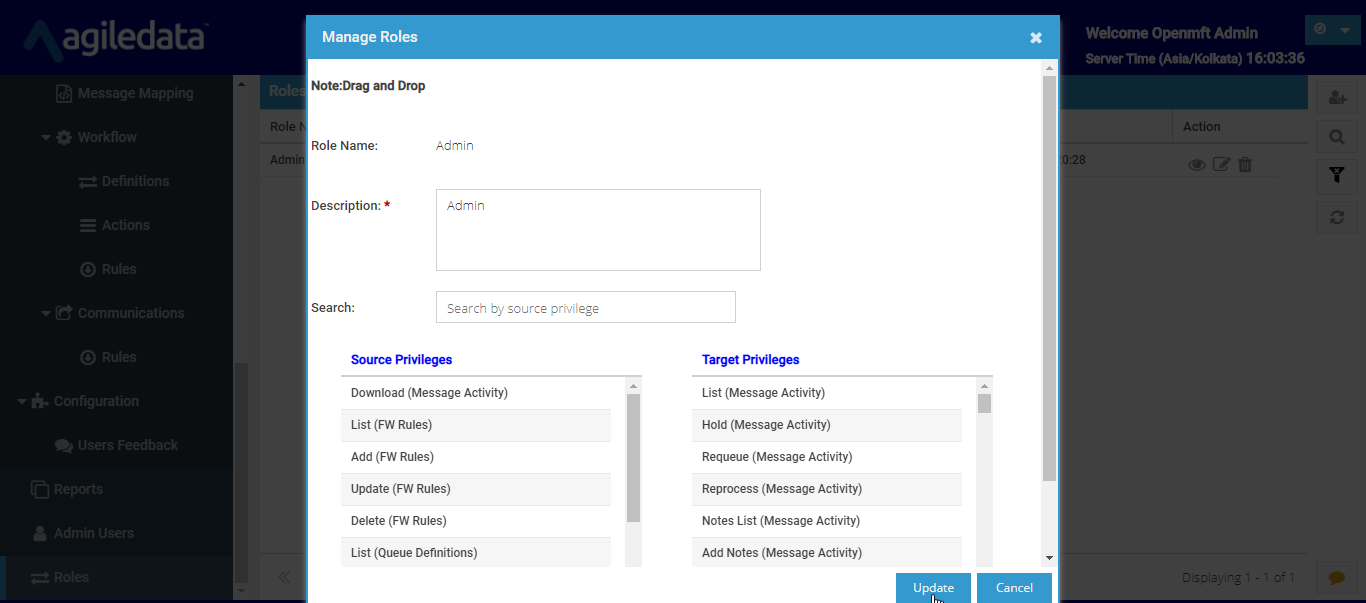 agiledata™
Manage Roles
Welcome Openmft Admin
Server Time (Asia/Kolkata) 16:03:36
Message Mapping
Workflow
Definitions
Actions
Rules
Communications
Rules
Configuration
Users Feedback
Reports
Admin Users
Roles
Roles
Role N
Action
Admin
0:28
Note:Drag and Drop
Role Name: Admin
Description: * Admin
Search: Search by source privilege
Source Privileges
Download (Message Activity)
List (FW Rules)
Add (FW Rules)
Update (FW Rules)
Delete (FW Rules)
List (Queue Definitions)
Target Privileges
List (Message Activity)
Hold (Message Activity)
Requeue (Message Activity)
Reprocess (Message Activity)
Notes List (Message Activity)
Add Notes (Message Activity)
Update Cancel
Displaying 1 - 1 of 1